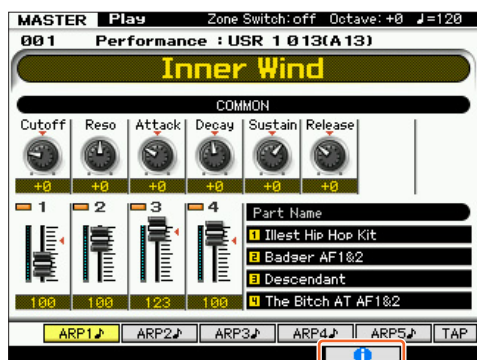 MASTER Play Zone Switch:off Octave:+0 ♩=120
001 Performance :USR 1 013(A13)
Inner Wind
COMMON
Cutoff Reso Attack Decay Sustain Release
+0 +0 +0 +0 +0 +0
1 2 3 4 Part Name
1 Illest Hip Hop Kit
2 Badger AF1&2
3 Descendant
4 The Bitch AT AF1&2
100 100 123 100
ARP1♪ ARP2♪ ARP3♪ ARP4♪ ARP5♪ TAP
i